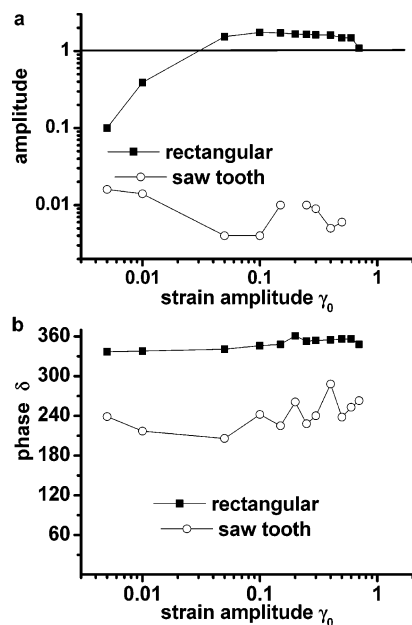 a
amplitude
1
0.1
0.01
rectangular
saw tooth
0.01 0.1 1
strain amplitude γ₀
b
phase δ
360
300
240
180
120
60
rectangular
saw tooth
0.01 0.1 1
strain amplitude γ₀